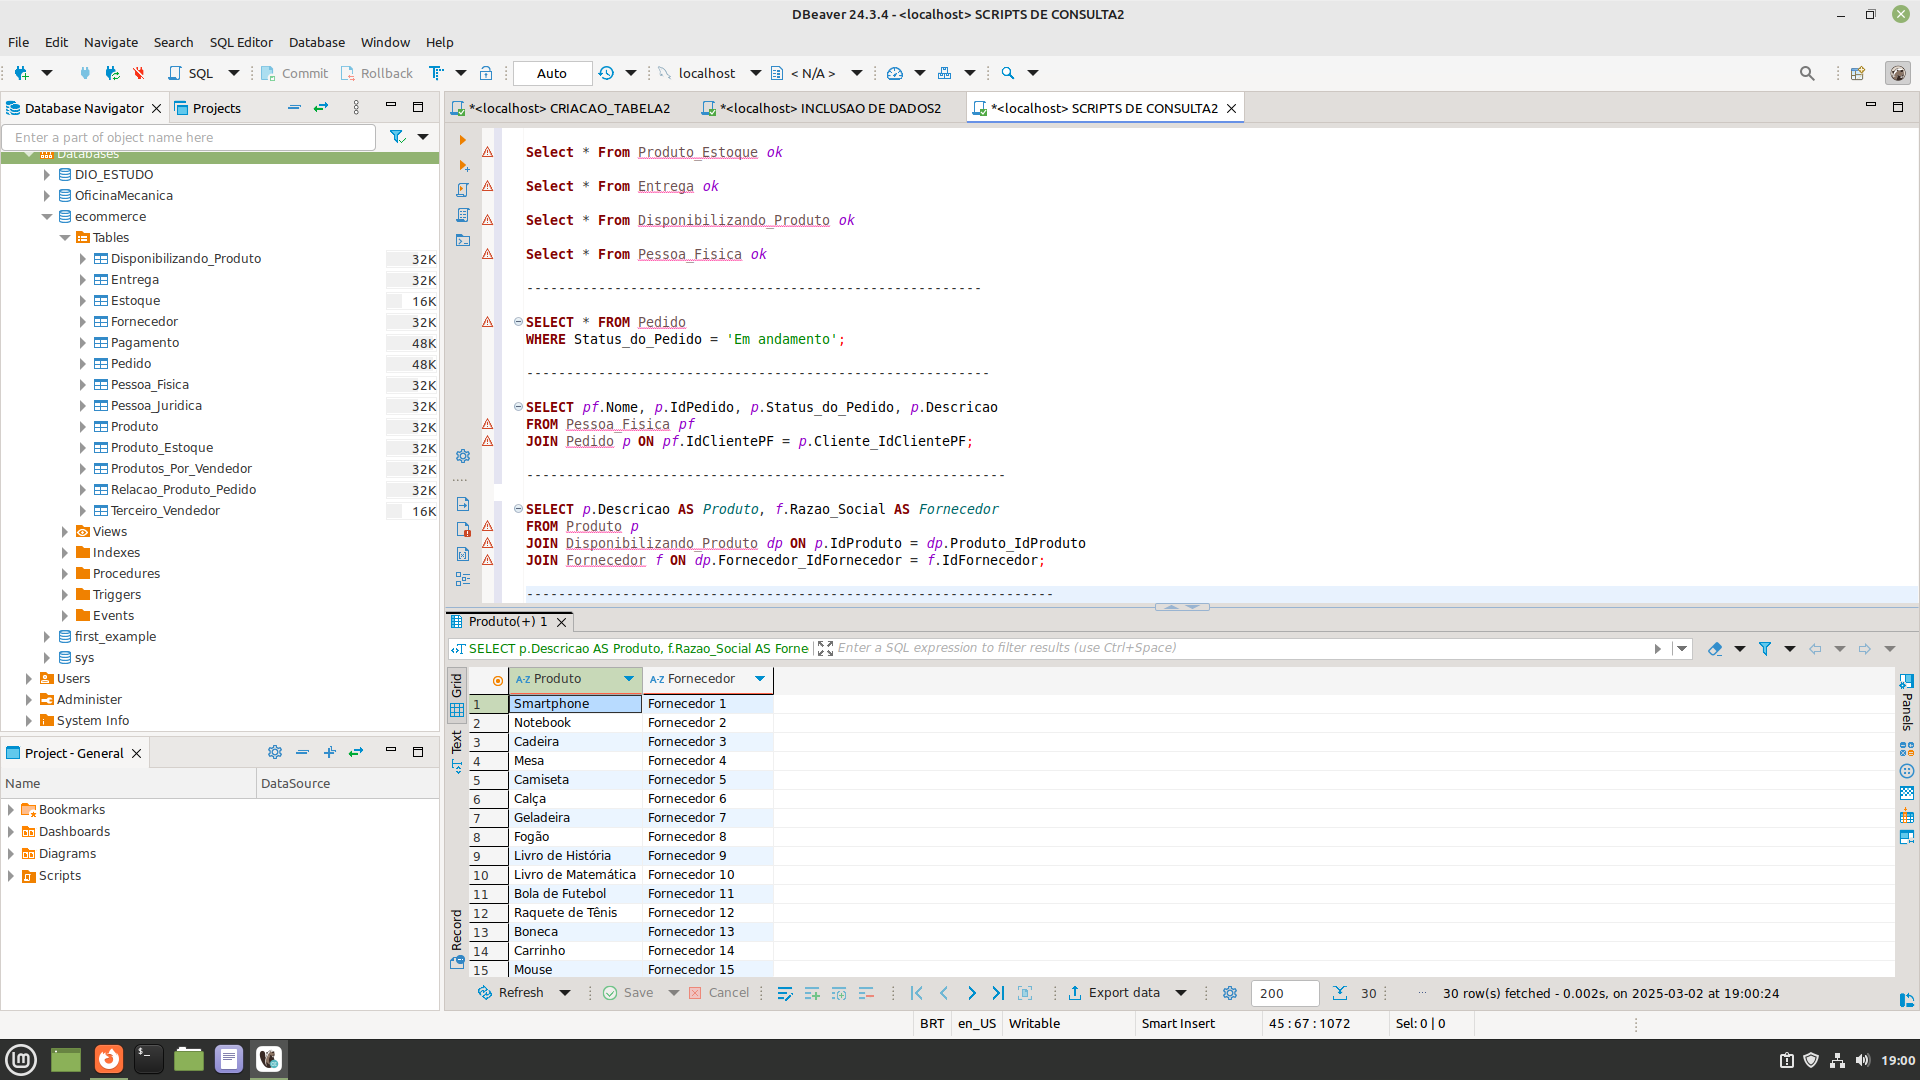 DBeaver 24.3.4 - <localhost> SCRIPTS DE CONSULTA2
File Edit Navigate Search SQL Editor Database Window Help
SQL Commit Rollback Auto localhost < N/A >
Database Navigator Projects
Enter a part of object name here
Databases
DIO_ESTUDO
OficinaMecanica
ecommerce
Tables
Disponibilizando_Produto 32K
Entrega 32K
Estoque 16K
Fornecedor 32K
Pagamento 48K
Pedido 48K
Pessoa_Fisica 32K
Pessoa_Juridica 32K
Produto 32K
Produto_Estoque 32K
Produtos_Por_Vendedor 32K
Relacao_Produto_Pedido 32K
Terceiro_Vendedor 16K
Views
Indexes
Procedures
Triggers
Events
first_example
sys
Users
Administer
System Info
Project - General
Name DataSource
Bookmarks
Dashboards
Diagrams
Scripts
*<localhost> CRIACAO_TABELA2 *<localhost> INCLUSAO DE DADOS2 *<localhost> SCRIPTS DE CONSULTA2
Select * From Produto_Estoque ok
Select * From Entrega ok
Select * From Disponibilizando_Produto ok
Select * From Pessoa_Fisica ok
---------------------------------------------------------
SELECT * FROM Pedido
WHERE Status_do_Pedido = 'Em andamento';
----------------------------------------------------------
SELECT pf.Nome, p.IdPedido, p.Status_do_Pedido, p.Descricao
FROM Pessoa_Fisica pf
JOIN Pedido p ON pf.IdClientePF = p.Cliente_IdClientePF;
------------------------------------------------------------
SELECT p.Descricao AS Produto, f.Razao_Social AS Fornecedor
FROM Produto p
JOIN Disponibilizando_Produto dp ON p.IdProduto = dp.Produto_IdProduto
JOIN Fornecedor f ON dp.Fornecedor_IdFornecedor = f.IdFornecedor;
------------------------------------------------------------------
Produto(+) 1
SELECT p.Descricao AS Produto, f.Razao_Social AS Forne Enter a SQL expression to filter results (use Ctrl+Space)
Grid
Text
Record
Panels
Produto Fornecedor
1 Smartphone Fornecedor 1
2 Notebook Fornecedor 2
3 Cadeira Fornecedor 3
4 Mesa Fornecedor 4
5 Camiseta Fornecedor 5
6 Calça Fornecedor 6
7 Geladeira Fornecedor 7
8 Fogão Fornecedor 8
9 Livro de História Fornecedor 9
10 Livro de Matemática Fornecedor 10
11 Bola de Futebol Fornecedor 11
12 Raquete de Tênis Fornecedor 12
13 Boneca Fornecedor 13
14 Carrinho Fornecedor 14
15 Mouse Fornecedor 15
Refresh Save Cancel Export data 200 30 30 row(s) fetched - 0.002s, on 2025-03-02 at 19:00:24
BRT en_US Writable Smart Insert 45 : 67 : 1072 Sel: 0 | 0
19:00